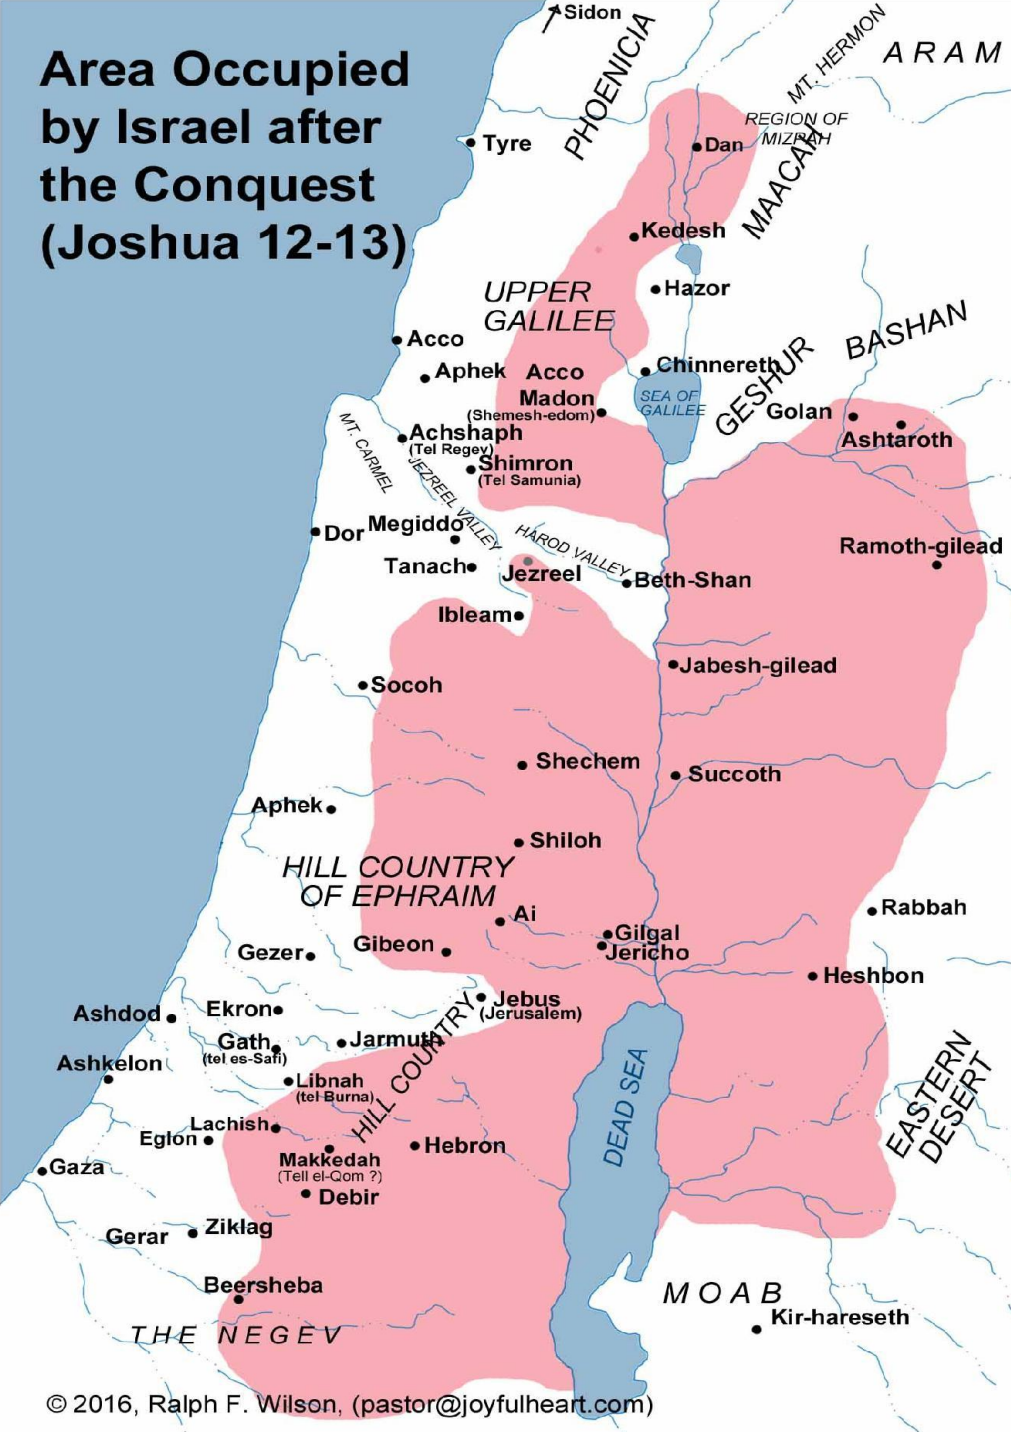 Area Occupied
by Israel after
the Conquest
(Joshua 12-13)
Sidon
PHOENICIA
MT. HERMON
ARAM
Tyre
Dan
REGION OF
MIZPAH
MAACAH
Kedesh
UPPER
GALILEE
Hazor
Acco
Aphek
Acco
Chinnereth
SEA OF
GALILEE
GESHUR
BASHAN
Madon
(Shemesh-edom)
Golan
Ashtaroth
MT. CARMEL
Achshaph
(Tel Regev)
JEZREEL VALLEY
Shimron
(Tel Samunia)
Dor
Megiddo
HAROD VALLEY
Ramoth-gilead
Tanach
Jezreel
Beth-Shan
Ibleam
Jabesh-gilead
Socoh
Shechem
Succoth
Aphek
Shiloh
HILL COUNTRY
OF EPHRAIM
Ai
Rabbah
Gilgal
Jericho
Gezer
Gibeon
Heshbon
Jebus
(Jerusalem)
Ashdod
Ekron
Gath
(tel es-Safi)
Jarmuth
HILL COUNTRY
Ashkelon
Libnah
(tel Burna)
DEAD SEA
EASTERN
DESERT
Lachish
Eglon
Makkedah
(Tell el-Qom ?)
Hebron
Gaza
Debir
Gerar
Ziklag
Beersheba
MOAB
Kir-hareseth
THE NEGEV
© 2016, Ralph F. Wilson, (pastor@joyfulheart.com)